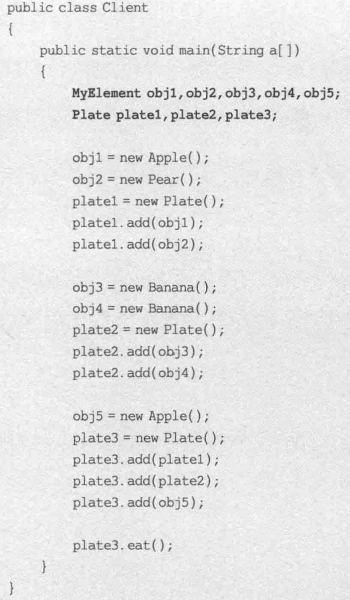 public class Client
{
    public static void main(String a[ ])
    {
        MyElement obj1,obj2,obj3,obj4,obj5;
        Plate plate1,plate2,plate3;

        obj1 = new Apple();
        obj2 = new Pear();
        plate1 = new Plate();
        plate1.add(obj1);
        plate1.add(obj2);

        obj3 = new Banana();
        obj4 = new Banana();
        plate2 = new Plate();
        plate2.add(obj3);
        plate2.add(obj4);

        obj5 = new Apple();
        plate3 = new Plate();
        plate3.add(plate1);
        plate3.add(plate2);
        plate3.add(obj5);

        plate3.eat();
    }
}